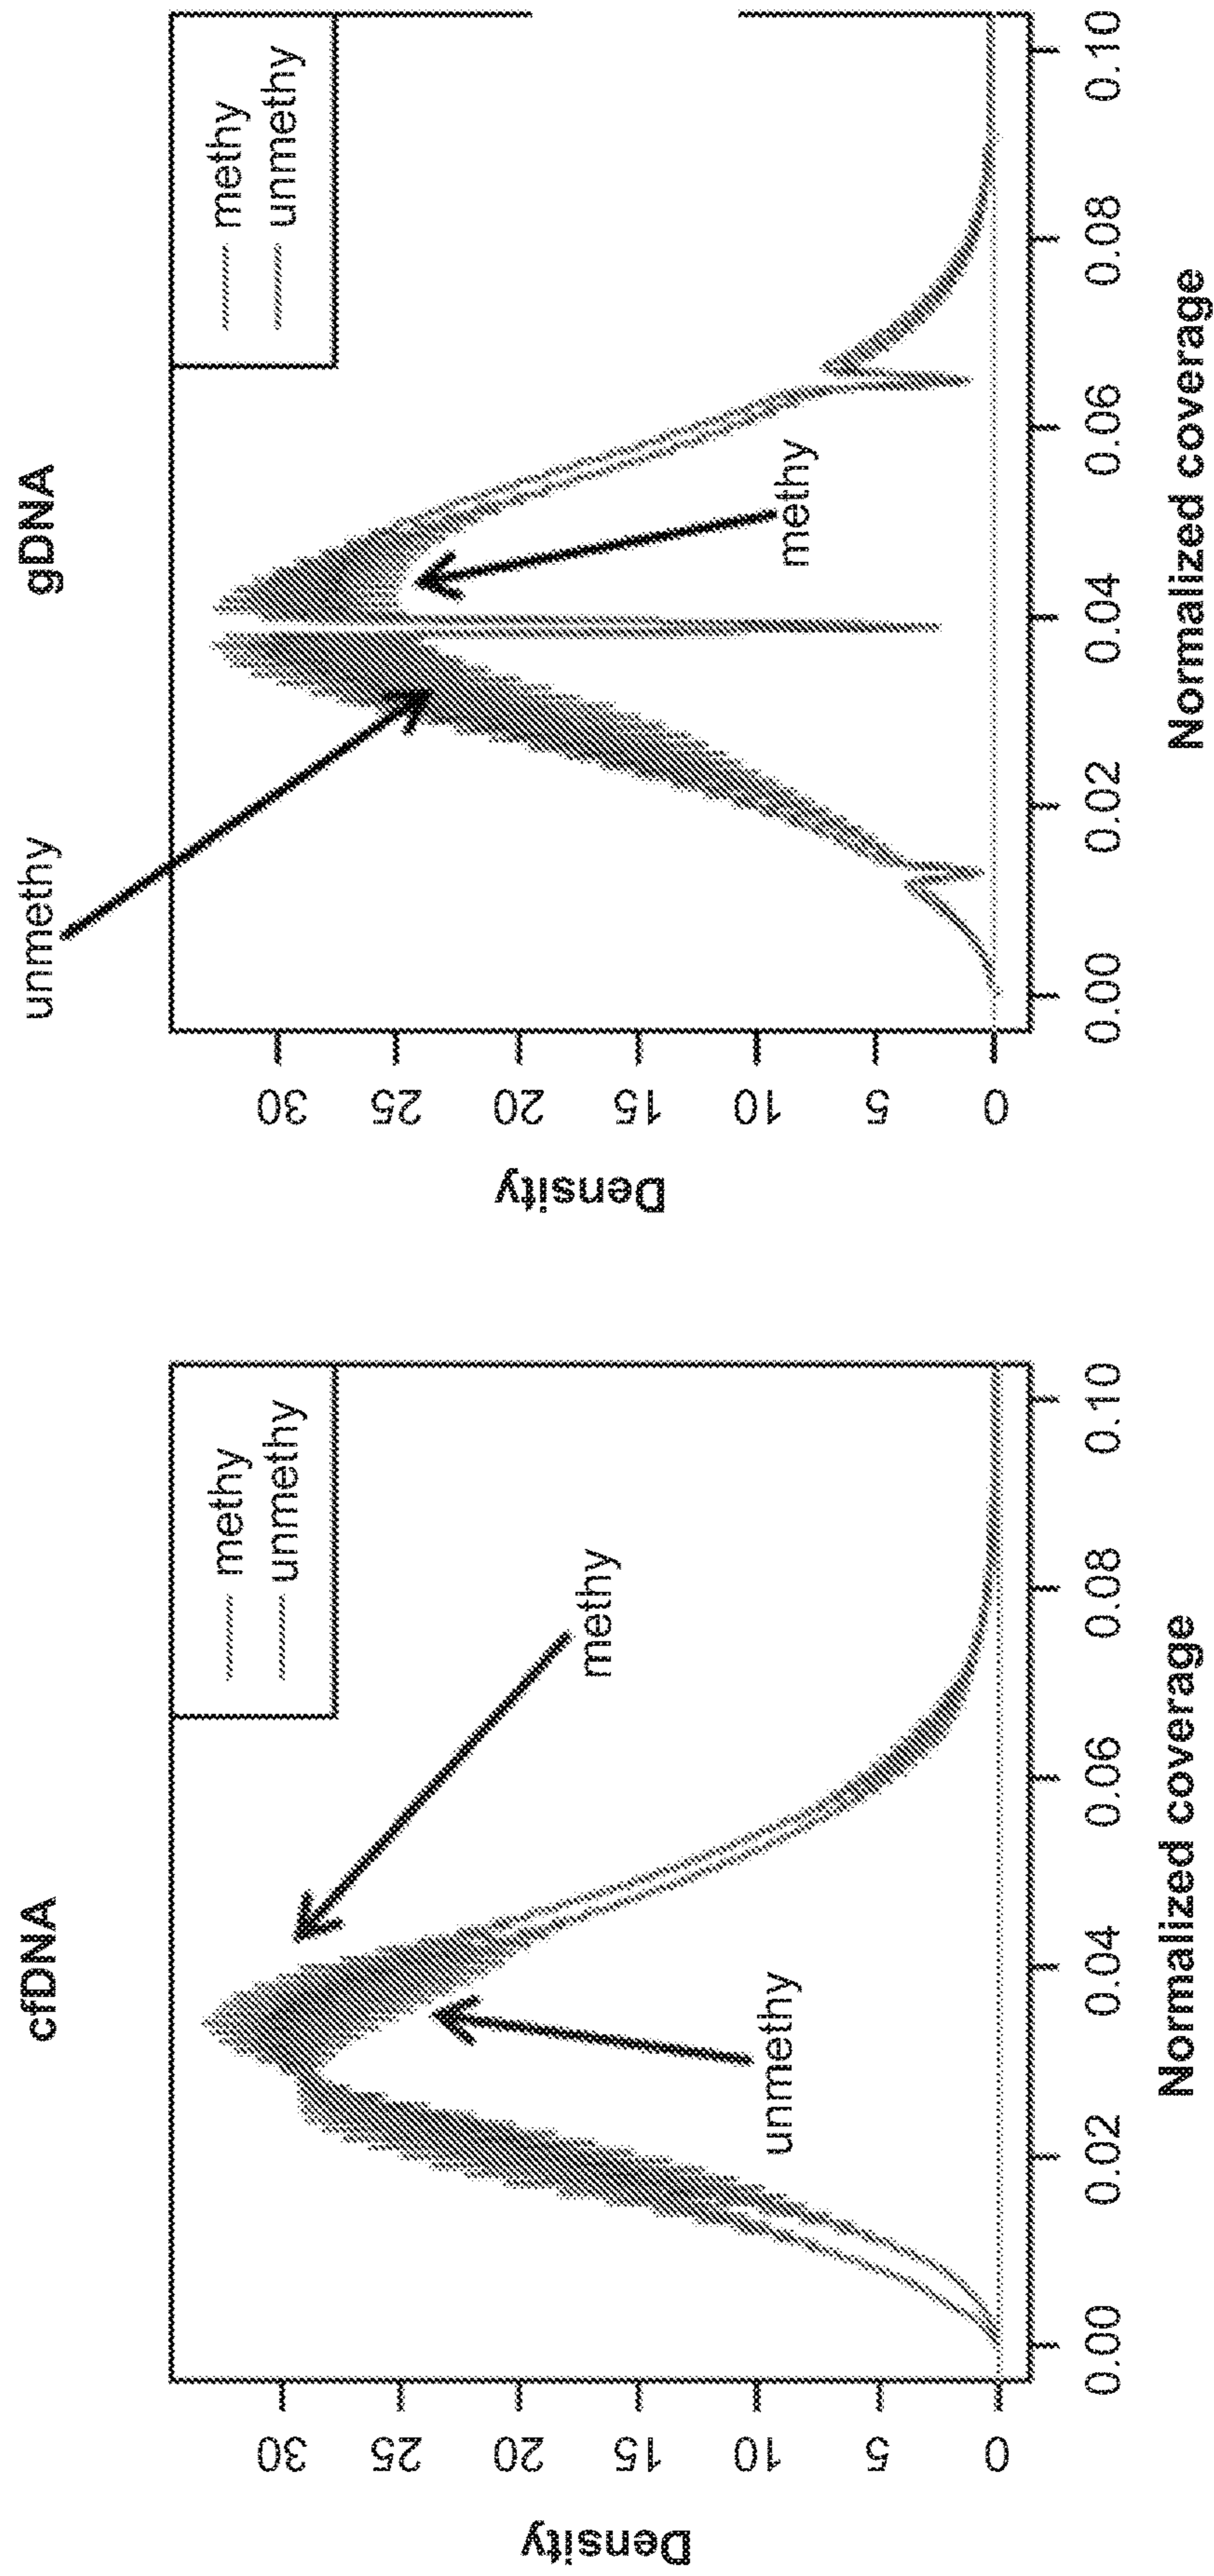 cfDNA
methy
unmethy
methy
unmethy
Density
30
25
20
15
10
5
0
0.00
0.02
0.04
0.06
0.08
0.10
Normalized coverage
gDNA
unmethy
methy
unmethy
methy
Density
30
25
20
15
10
5
0
0.00
0.02
0.04
0.06
0.08
0.10
Normalized coverage